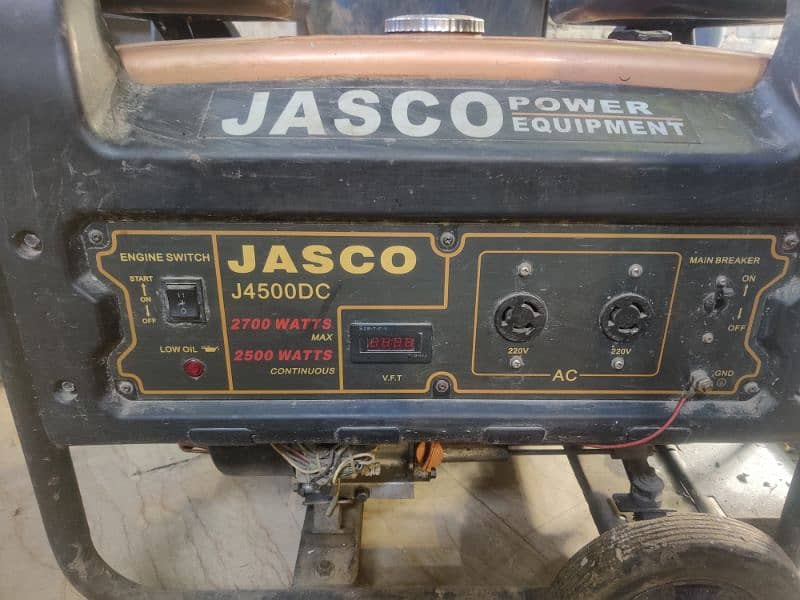 JASCO POWER EQUIPMENT
ENGINE SWITCH
START
ON
OFF
LOW OIL
JASCO
J4500DC
2700 WATTS
MAX
2500 WATTS
CONTINUOUS
V.F.T
220V
220V
AC
MAIN BREAKER
ON
OFF
GND